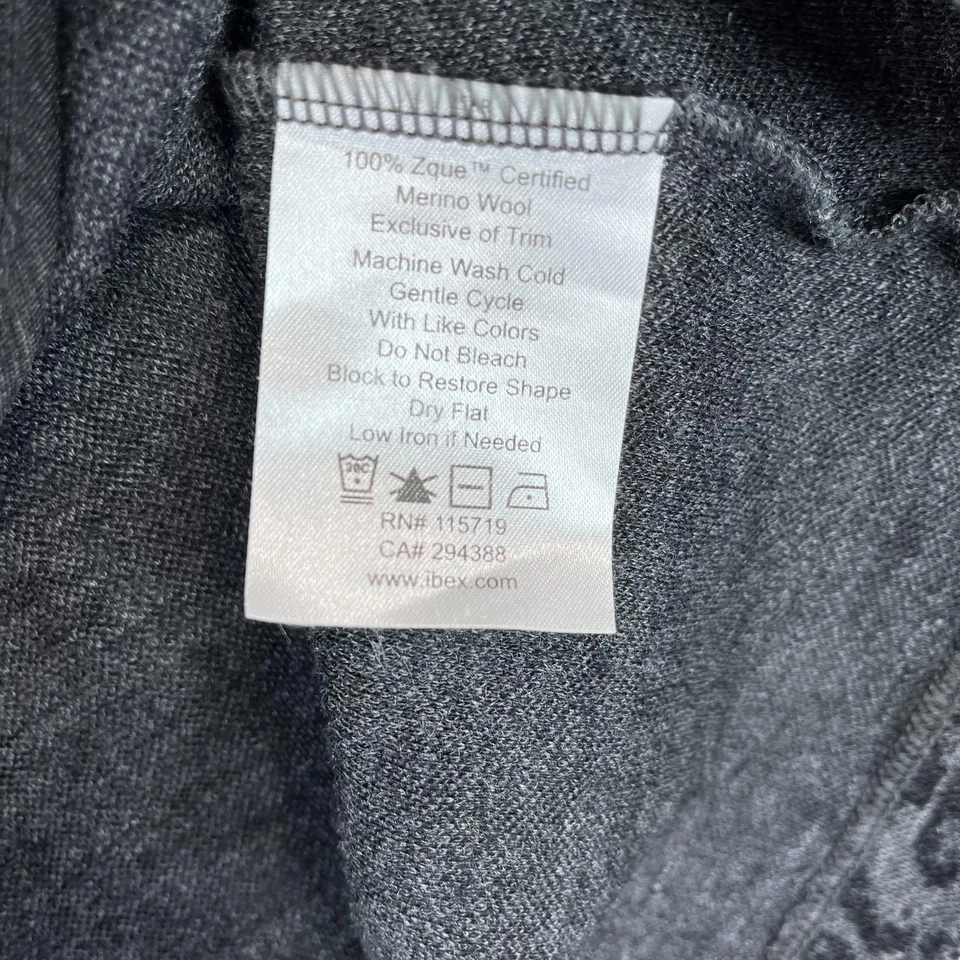 100% Zque™ Certified
Merino Wool
Exclusive of Trim
Machine Wash Cold
Gentle Cycle
With Like Colors
Do Not Bleach
Block to Restore Shape
Dry Flat
Low Iron if Needed
30C
RN# 115719
CA# 294388
www.ibex.com